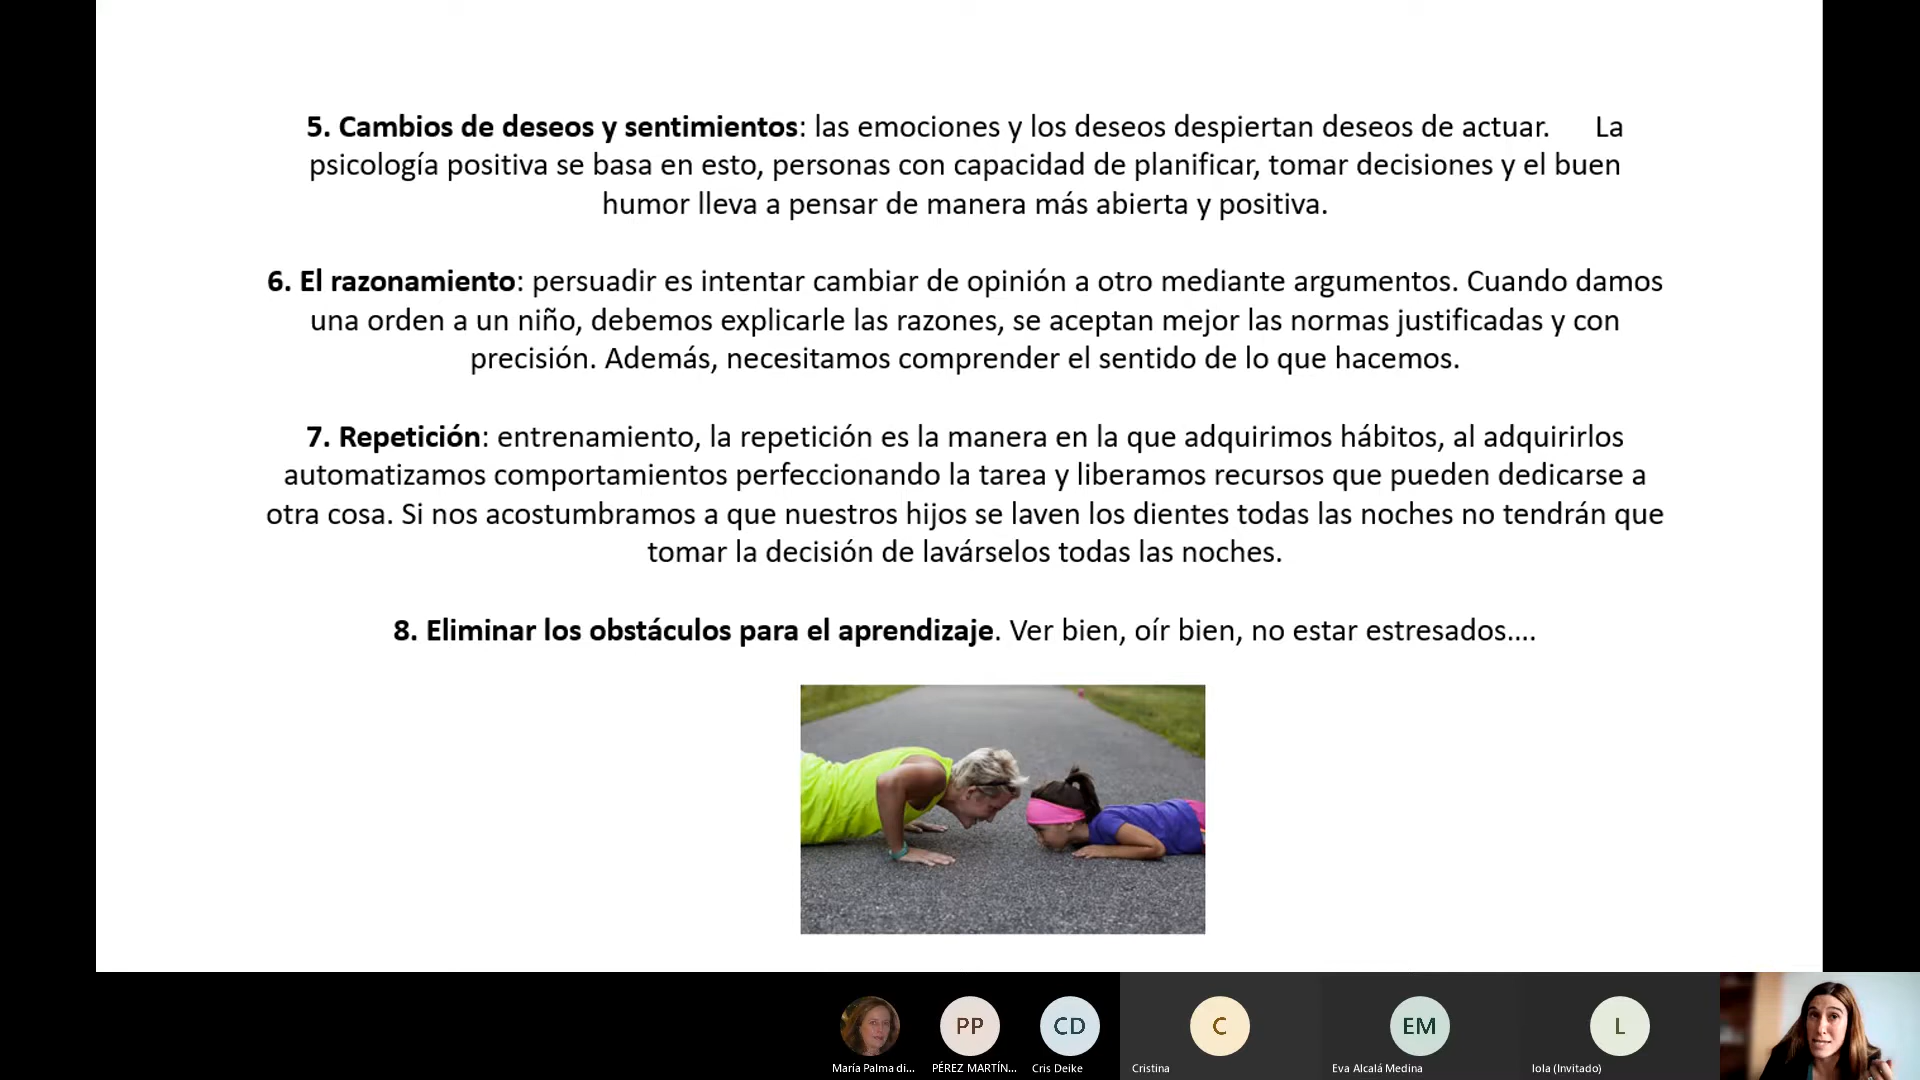 5. Cambios de deseos y sentimientos: las emociones y los deseos despiertan deseos de actuar. La
psicología positiva se basa en esto, personas con capacidad de planificar, tomar decisiones y el buen
humor lleva a pensar de manera más abierta y positiva.
6. El razonamiento: persuadir es intentar cambiar de opinión a otro mediante argumentos. Cuando damos
una orden a un niño, debemos explicarle las razones, se aceptan mejor las normas justificadas y con
precisión. Además, necesitamos comprender el sentido de lo que hacemos.
7. Repetición: entrenamiento, la repetición es la manera en la que adquirimos hábitos, al adquirirlos
automatizamos comportamientos perfeccionando la tarea y liberamos recursos que pueden dedicarse a
otra cosa. Si nos acostumbramos a que nuestros hijos se laven los dientes todas las noches no tendrán que
tomar la decisión de lavárselos todas las noches.
8. Eliminar los obstáculos para el aprendizaje. Ver bien, oír bien, no estar estresados....
PP CD C EM L
María Palma di... PÉREZ MARTÍN... Cris Deike Cristina Eva Alcalá Medina lola (Invitado)